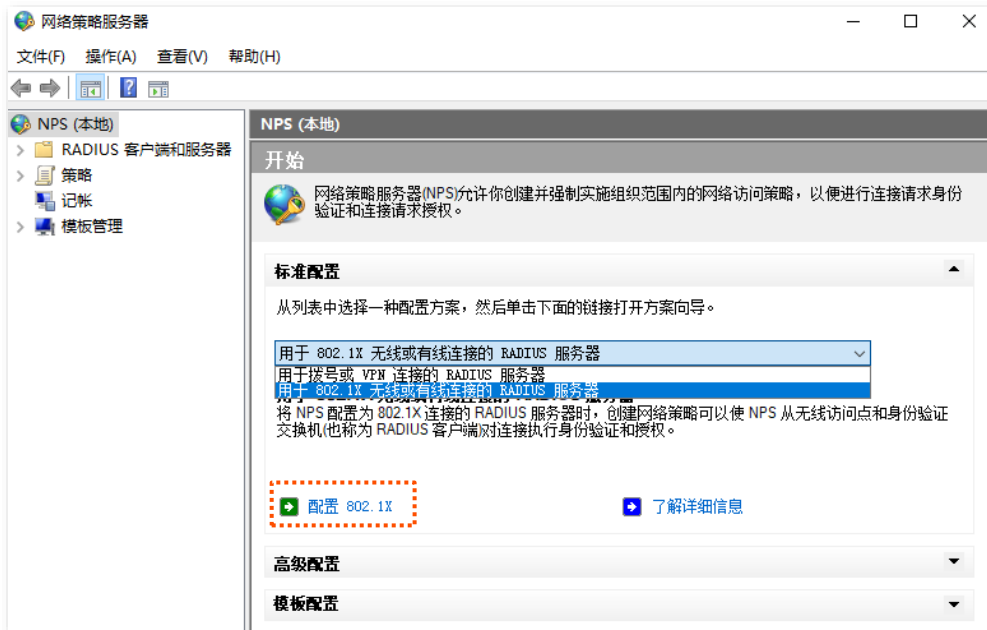 网络策略服务器
文件(F) 操作(A) 查看(V) 帮助(H)
NPS (本地)
RADIUS 客户端和服务器
策略
记帐
模板管理
NPS (本地)
开始
网络策略服务器(NPS)允许你创建并强制实施组织范围内的网络访问策略，以便进行连接请求身份
验证和连接请求授权。
标准配置
从列表中选择一种配置方案，然后单击下面的链接打开方案向导。
用于 802.1X 无线或有线连接的 RADIUS 服务器
用于拨号或 VPN 连接的 RADIUS 服务器
用于 802.1X 无线或有线连接的 RADIUS 服务器
将 NPS 配置为 802.1X 连接的 RADIUS 服务器时，创建网络策略可以使 NPS 从无线访问点和身份验证
交换机(也称为 RADIUS 客户端)对连接执行身份验证和授权。
配置 802.1X
了解详细信息
高级配置
模板配置